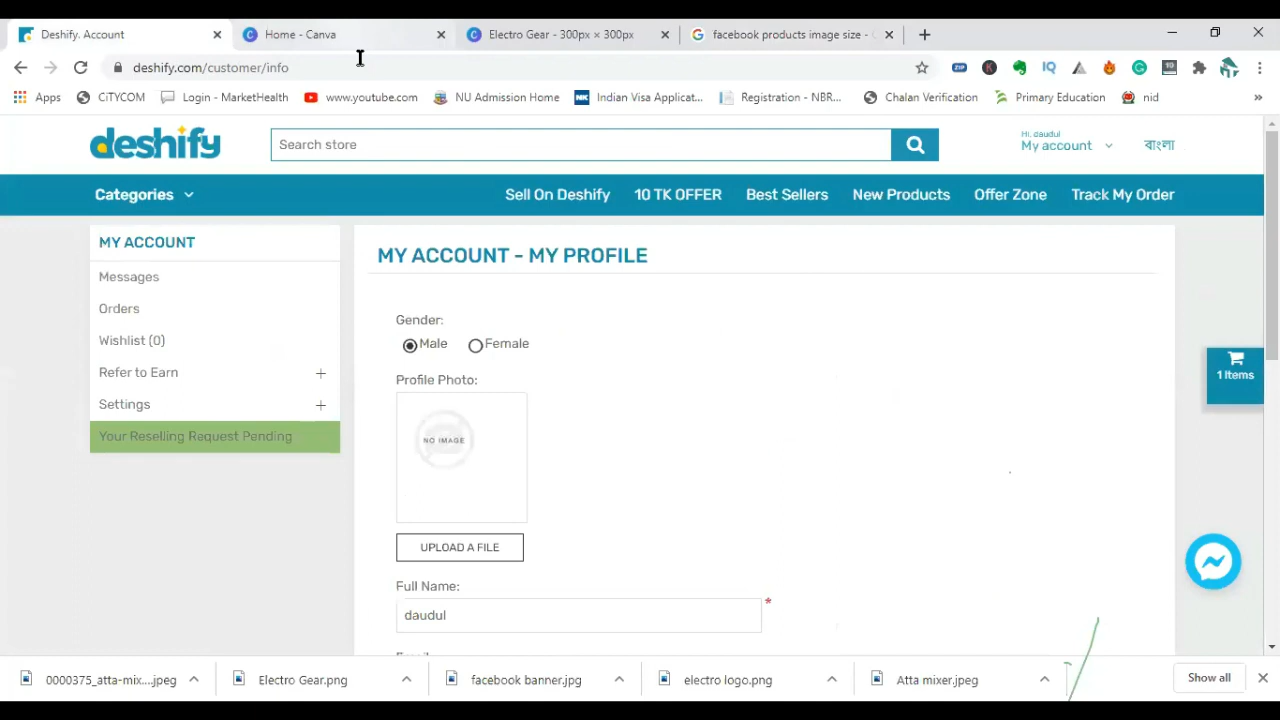 Deshify. Account
Home - Canva
Electro Gear - 300px × 300px
facebook products image size -
deshify.com/customer/info
Apps
CiTYCOM
Login - MarketHealth
www.youtube.com
NU Admission Home
Indian Visa Applicat...
Registration - NBR...
Chalan Verification
Primary Education
nid
deshify
Search store
Hi. daudul
My account
বাংলা
Categories
Sell On Deshify
10 TK OFFER
Best Sellers
New Products
Offer Zone
Track My Order
MY ACCOUNT
Messages
Orders
Wishlist (0)
Refer to Earn
Settings
Your Reselling Request Pending
MY ACCOUNT - MY PROFILE
Gender:
Male
Female
Profile Photo:
NO IMAGE
UPLOAD A FILE
Full Name:
daudul
*
1 Items
0000375_atta-mix....jpeg
Electro Gear.png
facebook banner.jpg
electro logo.png
Atta mixer.jpeg
Show all